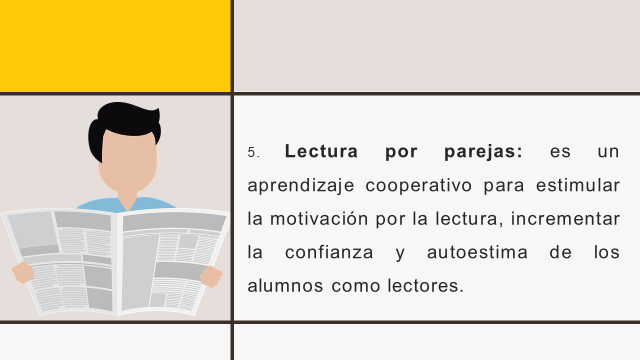 5. Lectura por parejas: es un
aprendizaje cooperativo para estimular
la motivación por la lectura, incrementar
la confianza y autoestima de los
alumnos como lectores.